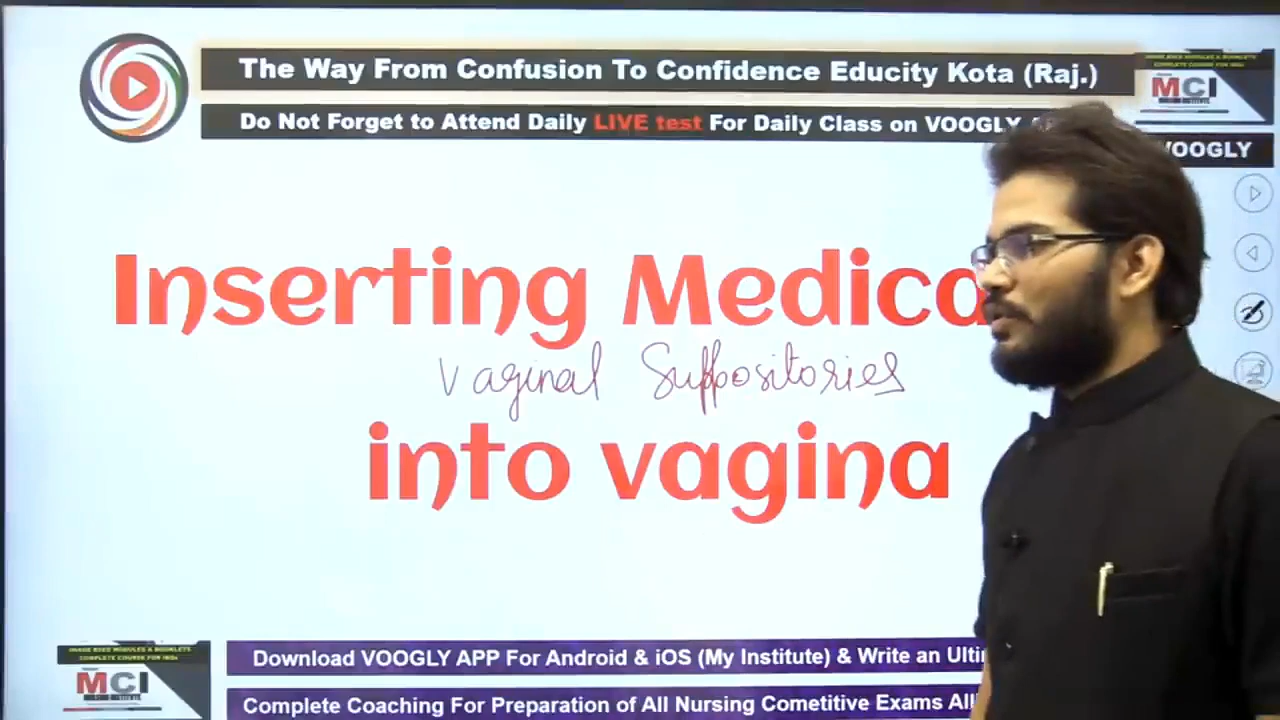 The Way From Confusion To Confidence Educity Kota (Raj.)
Do Not Forget to Attend Daily LIVE test For Daily Class on VOOGLY
MCI
VOOGLY
Inserting Medica
Vaginal Suppositories
into vagina
MCI
Download VOOGLY APP For Android & iOS (My Institute) & Write an Ulti
Complete Coaching For Preparation of All Nursing Cometitive Exams All